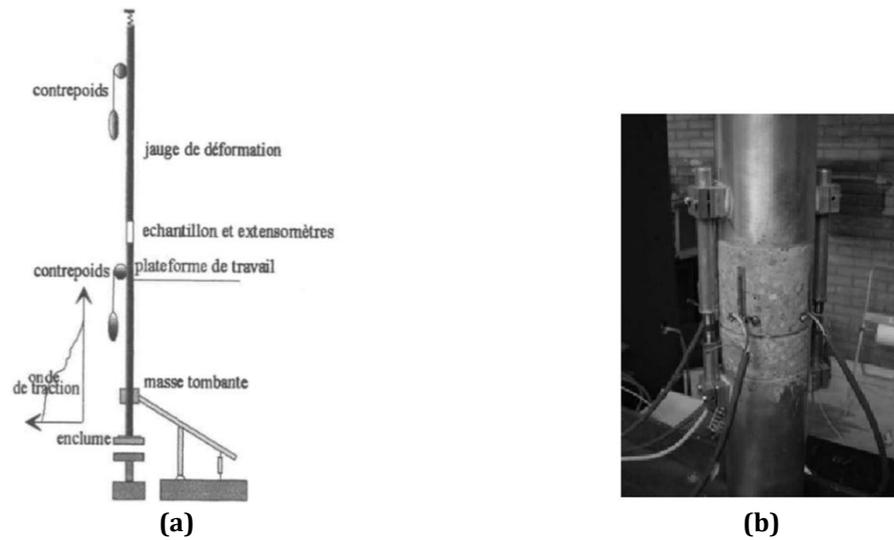 contrepoids
jauge de déformation
echantillon et extensomètres
contrepoids
plateforme de travail
onde
de traction
masse tombante
enclume
(a)
(b)